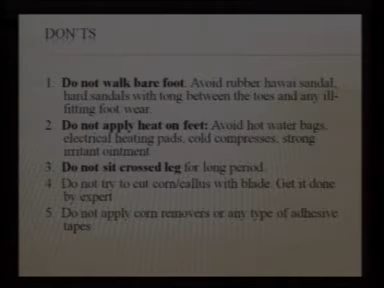 DON'TS
1. Do not walk bare foot. Avoid rubber hawai sandal,
hard sandals with tong between the toes and any ill-
fitting foot wear.
2. Do not apply heat on feet: Avoid hot water bags,
electrical heating pads, cold compresses, strong
irritant ointment
3. Do not sit crossed leg for long period.
4. Do not try to cut corn/callus with blade. Get it done
by expert
5. Do not apply corn removers or any type of adhesive
tapes